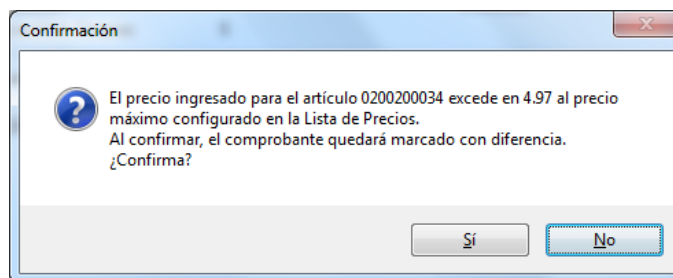 Confirmación
El precio ingresado para el artículo 0200200034 excede en 4.97 al precio
máximo configurado en la Lista de Precios.
Al confirmar, el comprobante quedará marcado con diferencia.
¿Confirma?
Sí
No